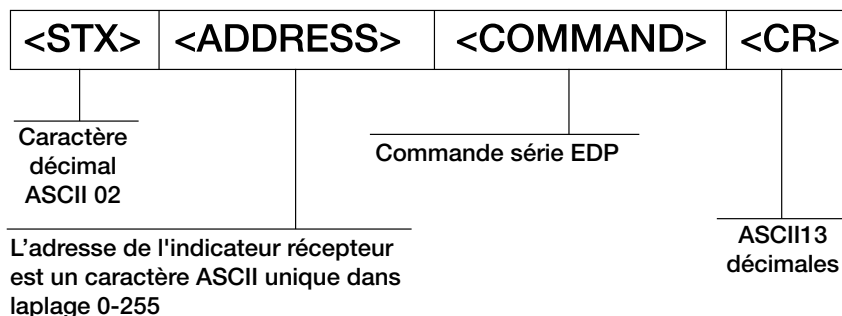 <STX> <ADDRESS> <COMMAND> <CR>
Caractère
décimal
ASCII 02
Commande série EDP
L’adresse de l'indicateur récepteur
est un caractère ASCII unique dans
laplage 0-255
ASCII13
décimales